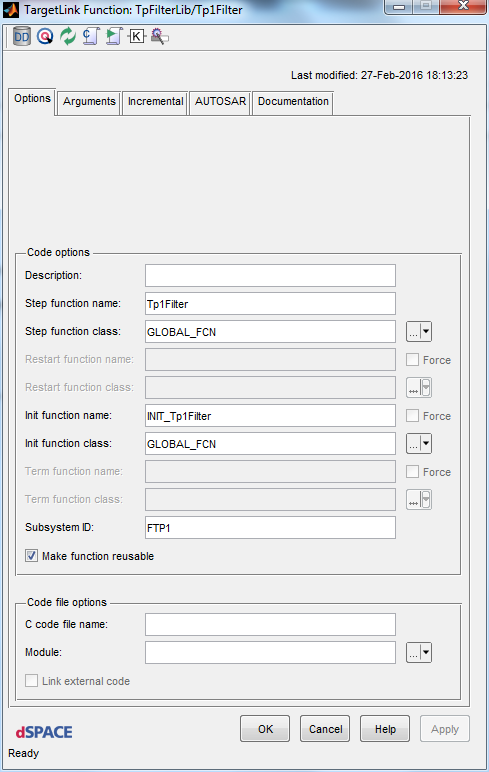 TargetLink Function: TpFilterLib/Tp1Filter
DD K
Last modified: 27-Feb-2016 18:13:23
Options Arguments Incremental AUTOSAR Documentation
Code options
Description:
Step function name: Tp1Filter
Step function class: GLOBAL_FCN ...
Restart function name: Force
Restart function class: ...
Init function name: INIT_Tp1Filter Force
Init function class: GLOBAL_FCN ...
Term function name: Force
Term function class: ...
Subsystem ID: FTP1
Make function reusable
Code file options
C code file name:
Module: ...
Link external code
dSPACE OK Cancel Help Apply
Ready